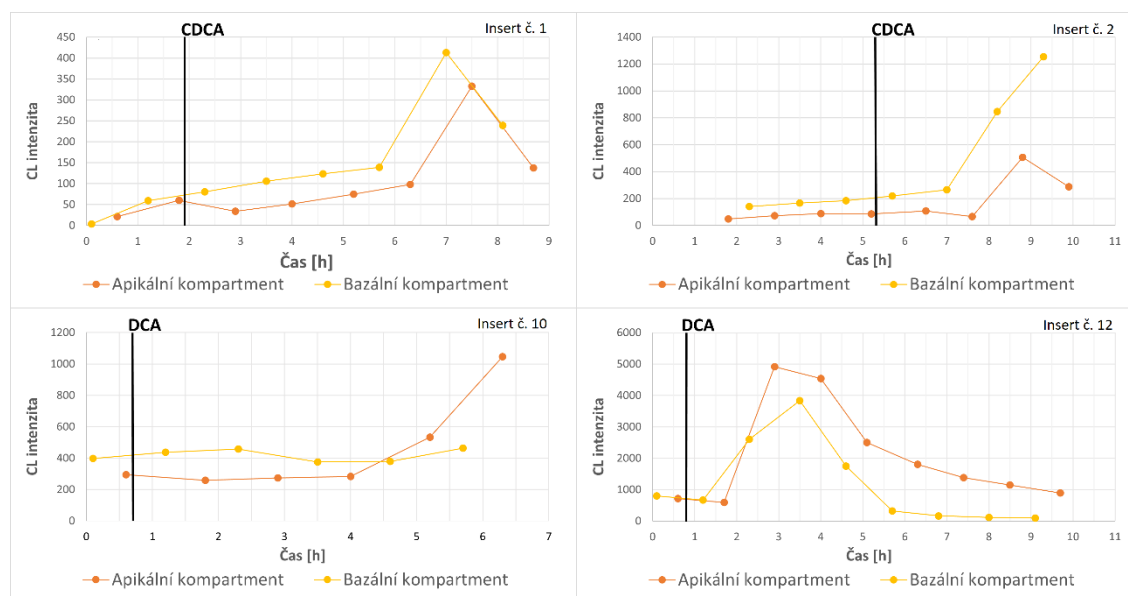 CDCA
Insert č. 1
450
400
350
300
250
200
150
100
50
0
CL intenzita
0 1 2 3 4 5 6 7 8 9
Čas [h]
Apikální kompartment Bazální kompartment
CDCA
Insert č. 2
1400
1200
1000
800
600
400
200
0
CL intenzita
0 1 2 3 4 5 6 7 8 9 10 11
Čas [h]
Apikální kompartment Bazální kompartment
DCA
Insert č. 10
1200
1000
800
600
400
200
0
CL intenzita
0 1 2 3 4 5 6 7
Čas [h]
Apikální kompartment Bazální kompartment
DCA
Insert č. 12
6000
5000
4000
3000
2000
1000
0
CL intenzita
0 1 2 3 4 5 6 7 8 9 10 11
Čas [h]
Apikální kompartment Bazální kompartment